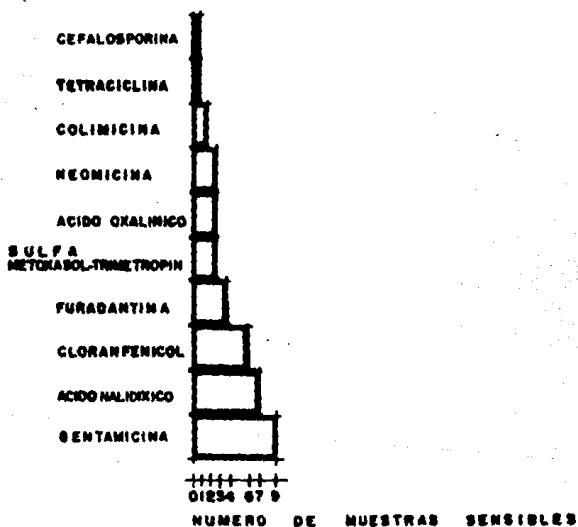 CEFALOSPORINA
TETRACICLINA
COLIMICINA
NEOMICINA
ACIDO OXALINICO
SULFA
METOXASOL-TRIMETROPIN
FURADANTINA
CLORANFENICOL
ACIDO NALIDIXICO
GENTAMICINA
01234 67 9
NUMERO DE MUESTRAS SENSIBLES